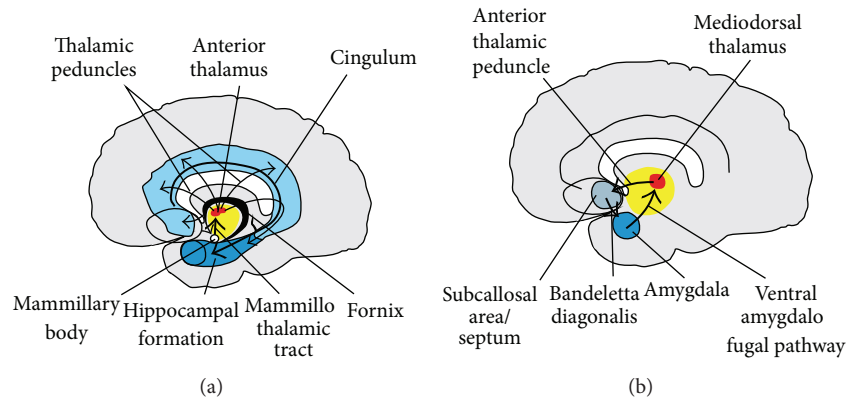 Thalamic
peduncles
Anterior
thalamus
Cingulum
Mammillary
body
Hippocampal
formation
Mammillo
thalamic
tract
Fornix
(a)
Anterior
thalamic
peduncle
Mediodorsal
thalamus
Subcallosal
area/
septum
Bandeletta
diagonalis
Amygdala
Ventral
amygdalo
fugal pathway
(b)